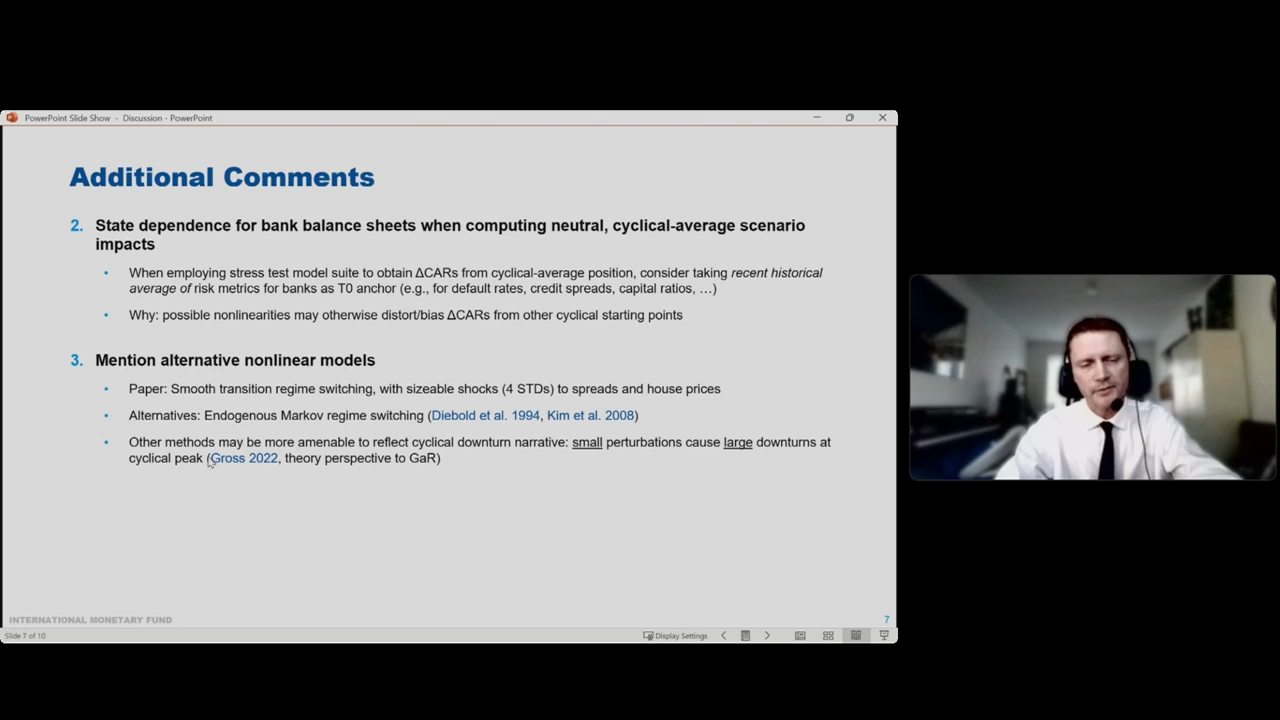 PowerPoint Slide Show - Discussion - PowerPoint
Additional Comments
2. State dependence for bank balance sheets when computing neutral, cyclical-average scenario
impacts
• When employing stress test model suite to obtain ΔCARs from cyclical-average position, consider taking recent historical
average of risk metrics for banks as T0 anchor (e.g., for default rates, credit spreads, capital ratios, …)
• Why: possible nonlinearities may otherwise distort/bias ΔCARs from other cyclical starting points
3. Mention alternative nonlinear models
• Paper: Smooth transition regime switching, with sizeable shocks (4 STDs) to spreads and house prices
• Alternatives: Endogenous Markov regime switching (Diebold et al. 1994, Kim et al. 2008)
• Other methods may be more amenable to reflect cyclical downturn narrative: small perturbations cause large downturns at
cyclical peak (Gross 2022, theory perspective to GaR)
INTERNATIONAL MONETARY FUND
7
Slide 7 of 10
Display Settings